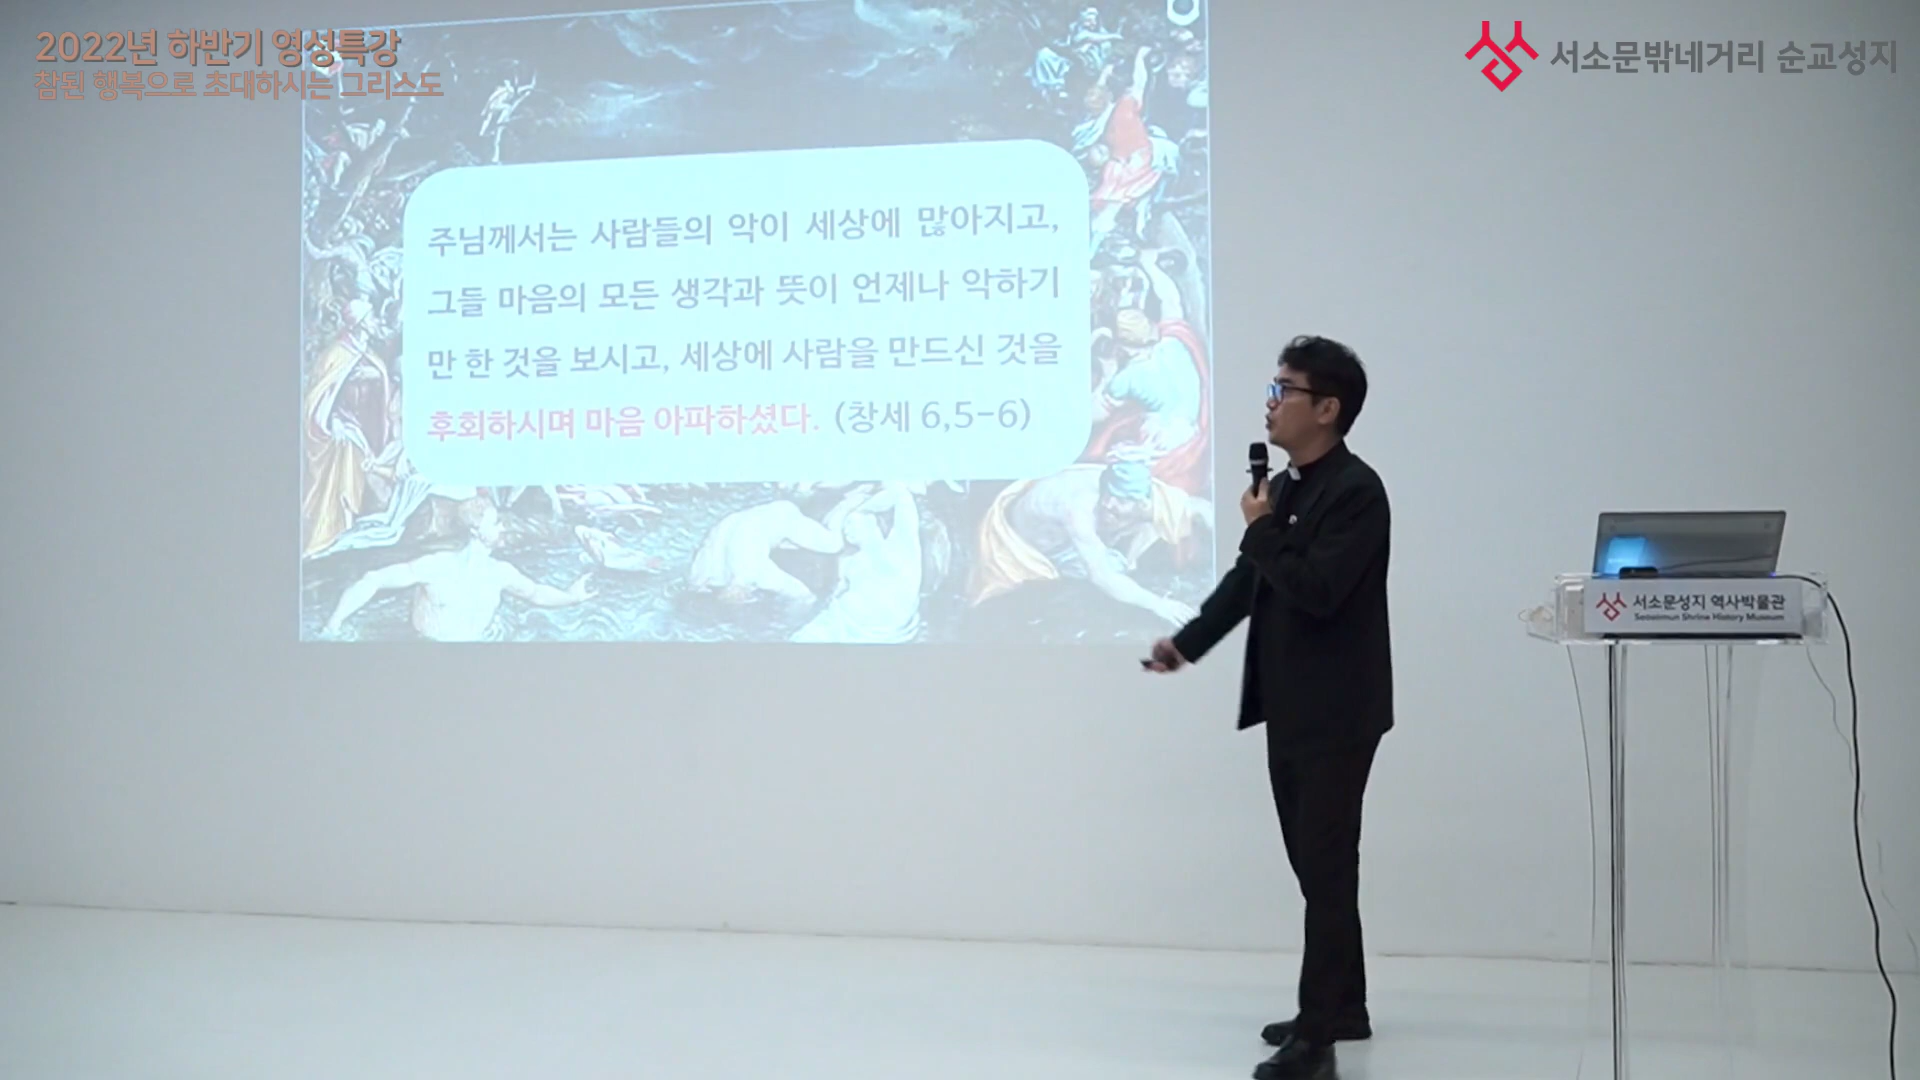 2022년 하반기 영성특강
참된 행복으로 초대하시는 그리스도
서소문밖네거리 순교성지
주님께서는 사람들의 악이 세상에 많아지고,
그들 마음의 모든 생각과 뜻이 언제나 악하기
만 한 것을 보시고, 세상에 사람을 만드신 것을
후회하시며 마음 아파하셨다. (창세 6,5-6)
서소문성지 역사박물관
Seosomun Shrine History Museum